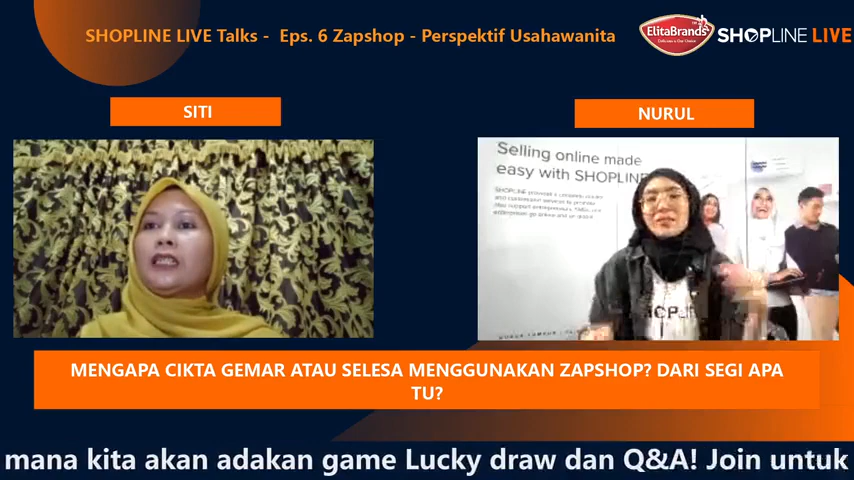 SHOPLINE LIVE Talks - Eps. 6 Zapshop - Perspektif Usahawanita
ElitaBrands
SHOPLINE LIVE
SITI
NURUL
Selling online made
easy with SHOPLINE
MENGAPA CIKTA GEMAR ATAU SELESA MENGGUNAKAN ZAPSHOP? DARI SEGI APA
TU?
mana kita akan adakan game Lucky draw dan Q&A! Join untuk